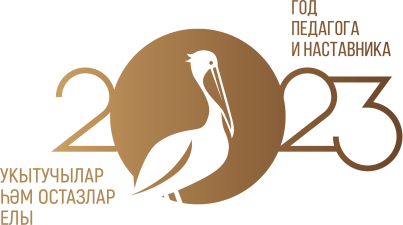 ГОД
ПЕДАГОГА
И НАСТАВНИКА
2023
УКЫТУЧЫЛАР
ҺӘМ ОСТАЗЛАР
ЕЛЫ